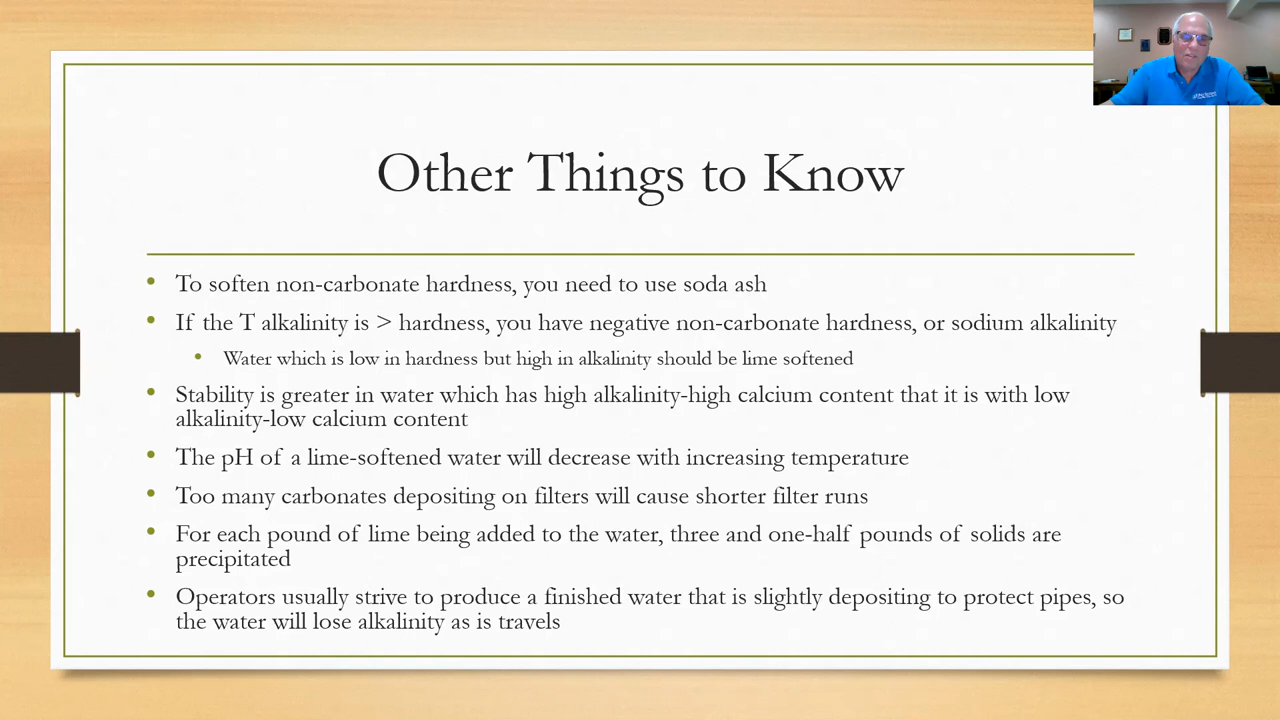 Other Things to Know
• To soften non-carbonate hardness, you need to use soda ash
• If the T alkalinity is > hardness, you have negative non-carbonate hardness, or sodium alkalinity
• Water which is low in hardness but high in alkalinity should be lime softened
• Stability is greater in water which has high alkalinity-high calcium content that it is with low
alkalinity-low calcium content
• The pH of a lime-softened water will decrease with increasing temperature
• Too many carbonates depositing on filters will cause shorter filter runs
• For each pound of lime being added to the water, three and one-half pounds of solids are
precipitated
• Operators usually strive to produce a finished water that is slightly depositing to protect pipes, so
the water will lose alkalinity as is travels